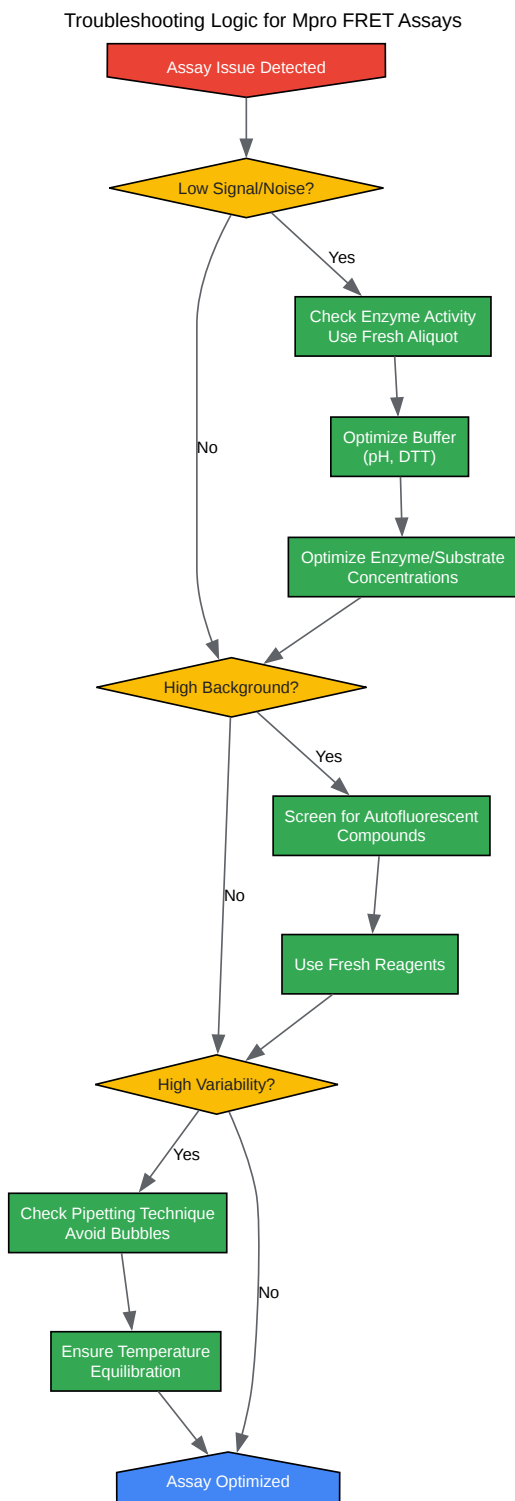 Troubleshooting Logic for Mpro FRET Assays
Assay Issue Detected
Low Signal/Noise?
Yes
Check Enzyme Activity
Use Fresh Aliquot
Optimize Buffer
(pH, DTT)
No
Optimize Enzyme/Substrate
Concentrations
High Background?
Yes
Screen for Autofluorescent
Compounds
No
Use Fresh Reagents
High Variability?
Yes
Check Pipetting Technique
Avoid Bubbles
No
Ensure Temperature
Equilibration
Assay Optimized